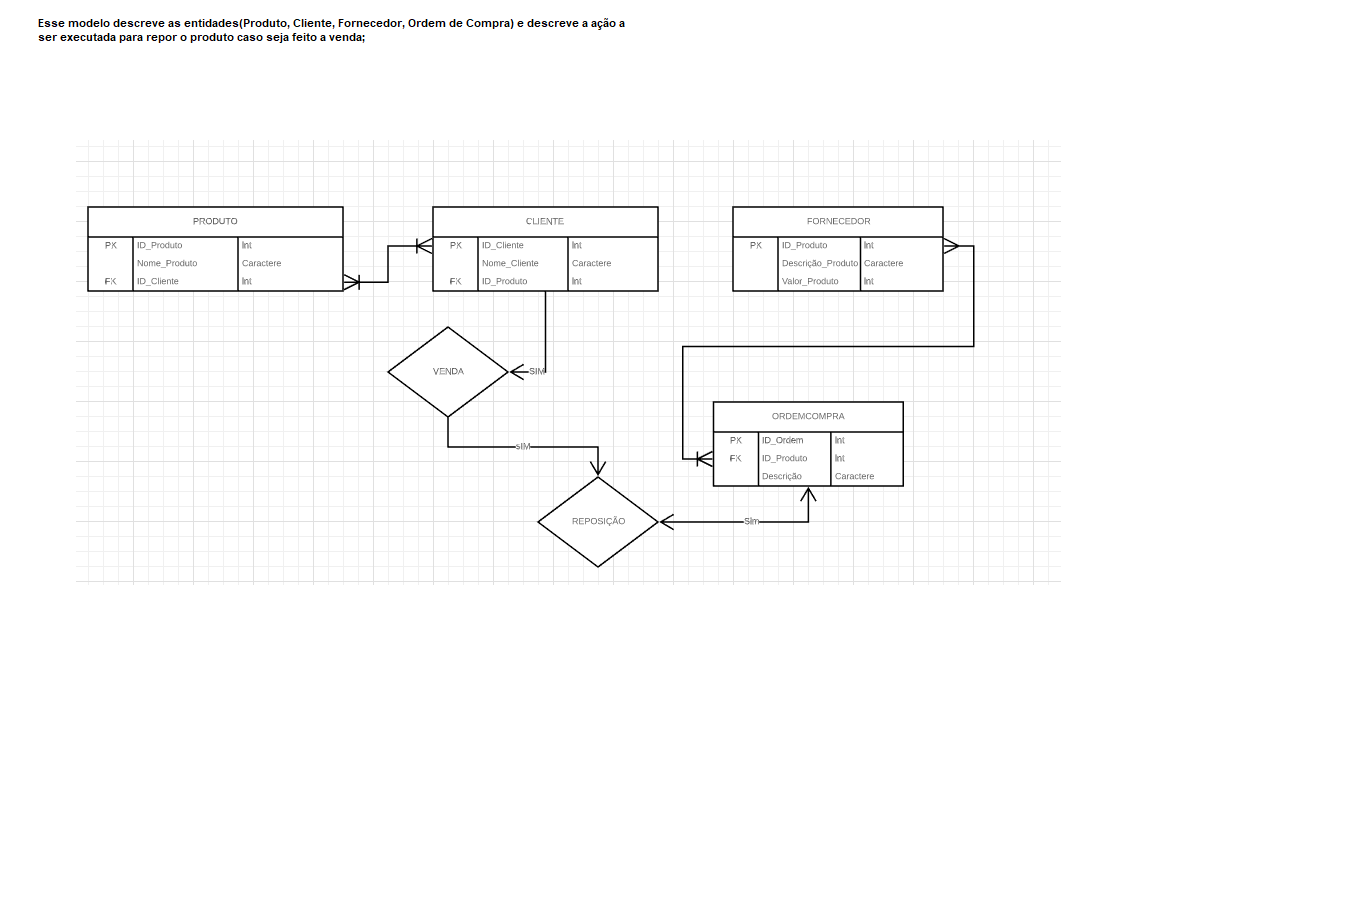 Esse modelo descreve as entidades(Produto, Cliente, Fornecedor, Ordem de Compra) e descreve a ação a
ser executada para repor o produto caso seja feito a venda;
PRODUTO
PK ID_Produto Int
Nome_Produto Caractere
FK ID_Cliente Int
CLIENTE
PK ID_Cliente Int
Nome_Cliente Caractere
FK ID_Produto Int
FORNECEDOR
PK ID_Produto Int
Descrição_Produto Caractere
Valor_Produto Int
VENDA
SIM
sIM
ORDEMCOMPRA
PK ID_Ordem Int
FK ID_Produto Int
Descrição Caractere
REPOSIÇÃO
Sim